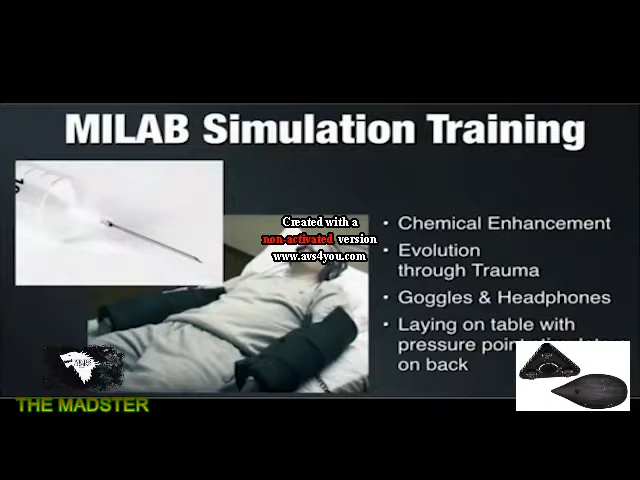 MILAB Simulation Training
Created with a
non-activated version
www.avs4you.com
• Chemical Enhancement
• Evolution
through Trauma
• Goggles & Headphones
• Laying on table with
pressure point
on back
THE MADSTER